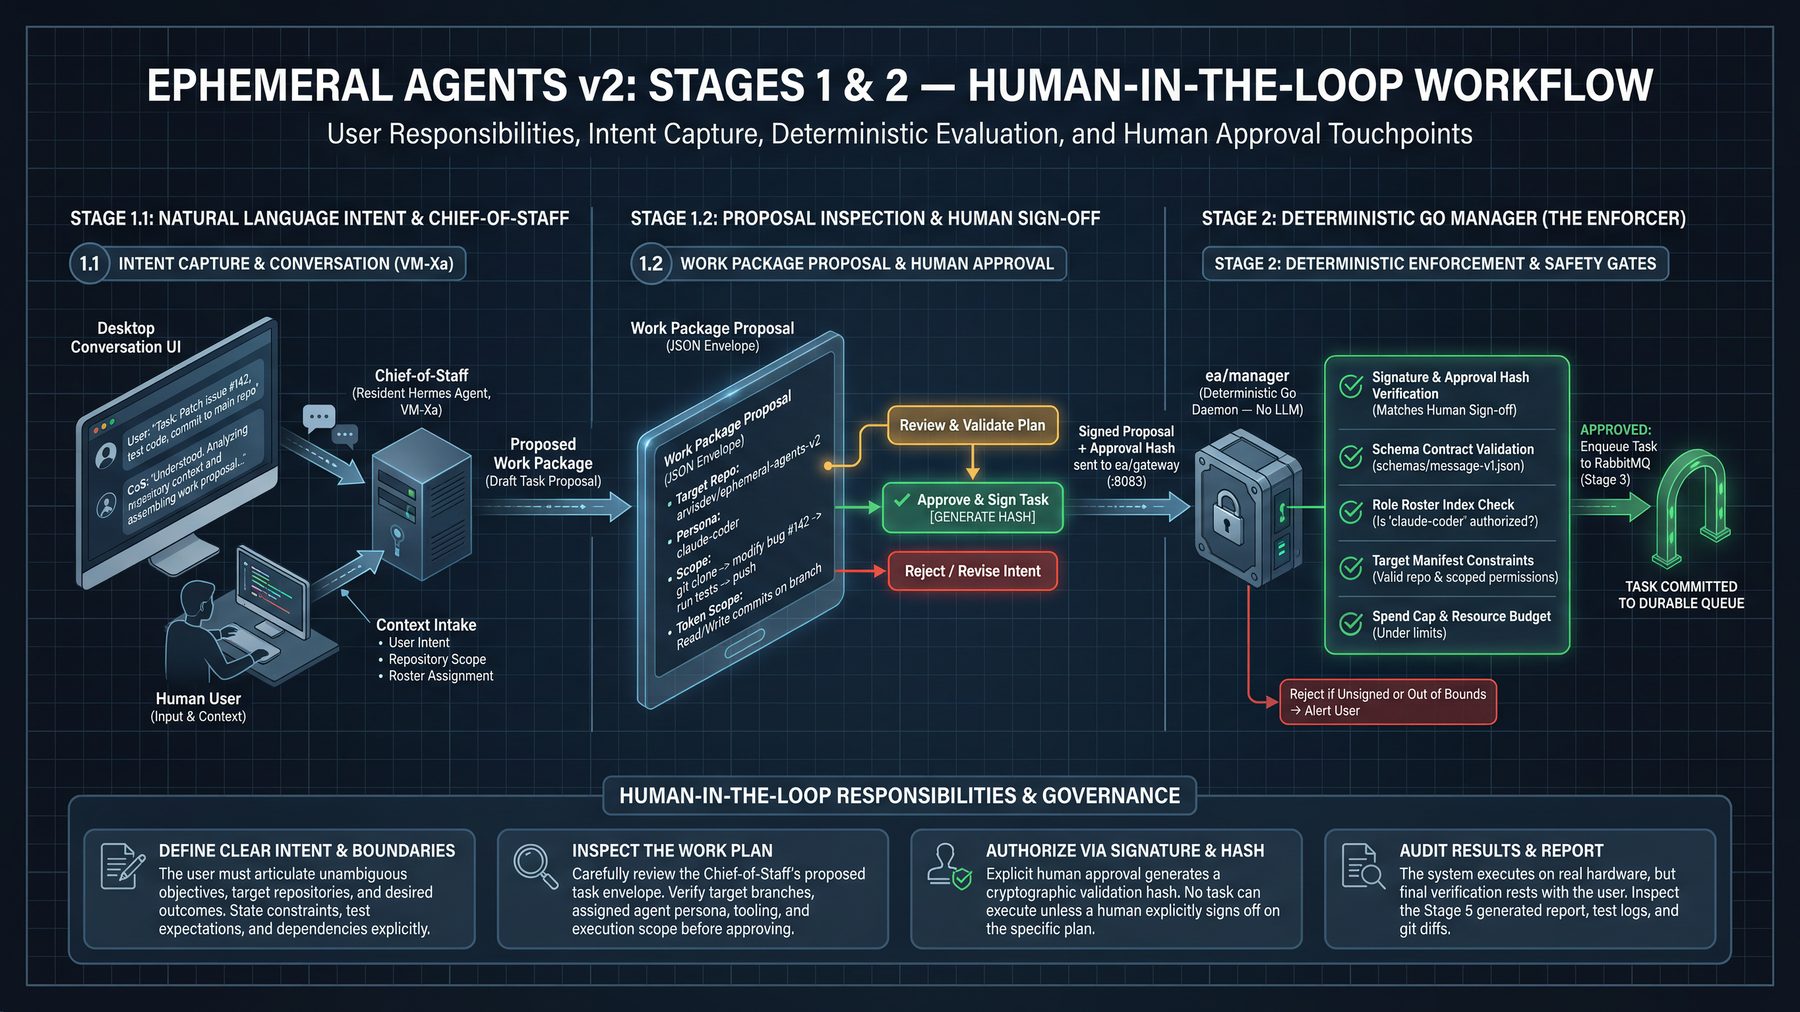 EPHEMERAL AGENTS v2: STAGES 1 & 2 — HUMAN-IN-THE-LOOP WORKFLOW
User Responsibilities, Intent Capture, Deterministic Evaluation, and Human Approval Touchpoints
STAGE 1.1: NATURAL LANGUAGE INTENT & CHIEF-OF-STAFF
1.1 INTENT CAPTURE & CONVERSATION (VM-Xa)
Desktop
Conversation UI
User: "Task: Patch issue #142,
test code, commit to main repo"
CoS: "Understood. Analyzing
mgesitory context and
assembling work proposal..."
Chief-of-Staff
(Resident Hermes Agent,
VM-Xa)
Human User
(Input & Context)
Context Intake
• User Intent
• Repository Scope
• Roster Assignment
Proposed
Work Package
(Draft Task Proposal)
STAGE 1.2: PROPOSAL INSPECTION & HUMAN SIGN-OFF
1.2 WORK PACKAGE PROPOSAL & HUMAN APPROVAL
Work Package Proposal
(JSON Envelope)
Work Package Proposal
(JSON Envelope)
• Target Repo:
arvisdev/ephemeral-agents-v2
• Persona:
claude-coder
• Scope:
git clone -> modify bug #142 ->
run tests -> push
• Token Scope:
Read/Write commits on branch
Review & Validate Plan
Approve & Sign Task
[GENERATE HASH]
Reject / Revise Intent
Signed Proposal
+ Approval Hash
sent to ea/gateway
(:8083)
STAGE 2: DETERMINISTIC GO MANAGER (THE ENFORCER)
STAGE 2: DETERMINISTIC ENFORCEMENT & SAFETY GATES
ea/manager
(Deterministic Go
Daemon — No LLM)
Signature & Approval Hash
Verification
(Matches Human Sign-off)
Schema Contract Validation
(schemas/message-v1.json)
Role Roster Index Check
(Is 'claude-coder" authorized?)
Target Manifest Constraints
(Valid repo & scoped permissions)
Spend Cap & Resource Budget
(Under limits)
Reject if Unsigned or Out of Bounds
→ Alert User
APPROVED:
Enqueue Task
to RabbitMQ
(Stage 3)
TASK COMMITTED
TO DURABLE QUEUE
HUMAN-IN-THE-LOOP RESPONSIBILITIES & GOVERNANCE
DEFINE CLEAR INTENT & BOUNDARIES
The user must articulate unambiguous
objectives, target repositories, and desired
outcomes. State constraints, test
expectations, and dependencies explicitly.
INSPECT THE WORK PLAN
Carefully review the Chief-of-Staff's proposed
task envelope. Verify target branches,
assigned agent persona, tooling, and
execution scope before approving.
AUTHORIZE VIA SIGNATURE & HASH
Explicit human approval generates a
cryptographic validation hash. No task can
execute unless a human explicitly signs off on
the specific plan.
AUDIT RESULTS & REPORT
The system executes on real hardware, but
final verification rests with the user. Inspect
the Stage 5 generated report, test logs, and
git diffs.